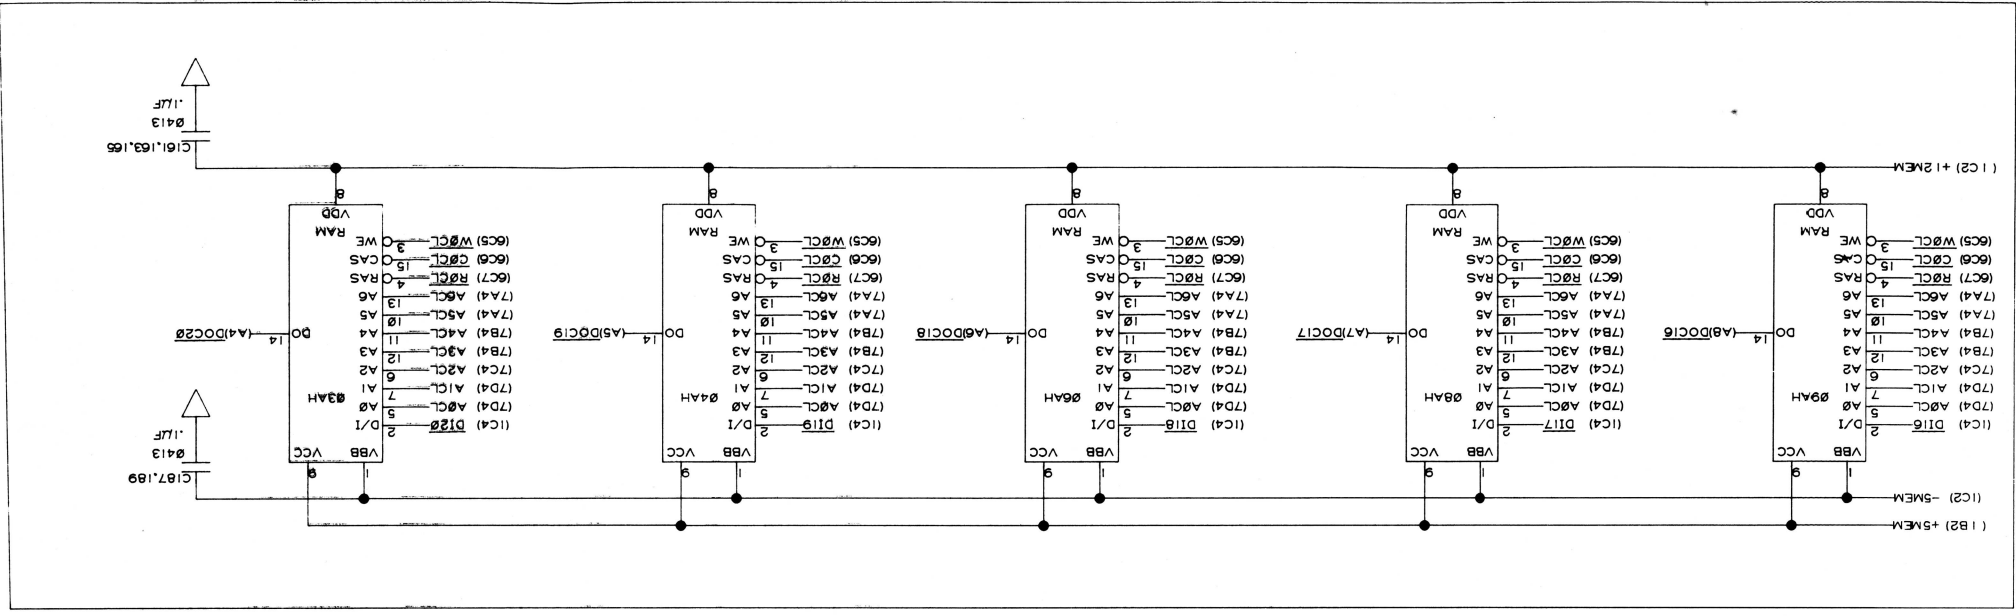 (1B2) +5MEM
(1C2) -5MEM
C187,189
Ø413
.1µF
1
9
VBB
VCC
(1C4) DI16 2 D/I
(7D4) AØCL 5 AØ
(7D4) A1CL 7 A1
Ø9AH
(7C4) A2CL 6 A2
(7B4) A3CL 12 A3
(7B4) A4CL 11 A4
DO 14 (A8)DOC16
(7A4) A5CL 1Ø A5
(7A4) A6CL 13 A6
(6C7) RØCL 4 RAS
(6C6) CØCL 15 CAS
(6C5) WØCL 3 WE
RAM
VDD
8
1
9
VBB
VCC
(1C4) DI17 2 D/I
(7D4) AØCL 5 AØ
(7D4) A1CL 7 A1
Ø8AH
(7C4) A2CL 6 A2
(7B4) A3CL 12 A3
(7B4) A4CL 11 A4
DO 14 (A7)DOC17
(7A4) A5CL 1Ø A5
(7A4) A6CL 13 A6
(6C7) RØCL 4 RAS
(6C6) CØCL 15 CAS
(6C5) WØCL 3 WE
RAM
VDD
8
1
9
VBB
VCC
(1C4) DI18 2 D/I
(7D4) AØCL 5 AØ
(7D4) A1CL 7 A1
Ø6AH
(7C4) A2CL 6 A2
(7B4) A3CL 12 A3
(7B4) A4CL 11 A4
DO 14 (A6)DOC18
(7A4) A5CL 1Ø A5
(7A4) A6CL 13 A6
(6C7) RØCL 4 RAS
(6C6) CØCL 15 CAS
(6C5) WØCL 3 WE
RAM
VDD
8
1
9
VBB
VCC
(1C4) DI19 2 D/I
(7D4) AØCL 5 AØ
(7D4) A1CL 7 A1
Ø4AH
(7C4) A2CL 6 A2
(7B4) A3CL 12 A3
(7B4) A4CL 11 A4
DO 14 (A5)DOC19
(7A4) A5CL 1Ø A5
(7A4) A6CL 13 A6
(6C7) RØCL 4 RAS
(6C6) CØCL 15 CAS
(6C5) WØCL 3 WE
RAM
VDD
8
1
9
VBB
VCC
(1C4) DI2Ø 2 D/I
(7D4) AØCL 5 AØ
(7D4) A1CL 7 A1
Ø3AH
(7C4) A2CL 6 A2
(7B4) A3CL 12 A3
(7B4) A4CL 11 A4
DO 14 (A4)DOC2Ø
(7A4) A5CL 1Ø A5
(7A4) A6CL 13 A6
(6C7) RØCL 4 RAS
(6C6) CØCL 15 CAS
(6C5) WØCL 3 WE
RAM
VDD
8
(1C2) +12MEM
C161,163,165
Ø413
.1µF